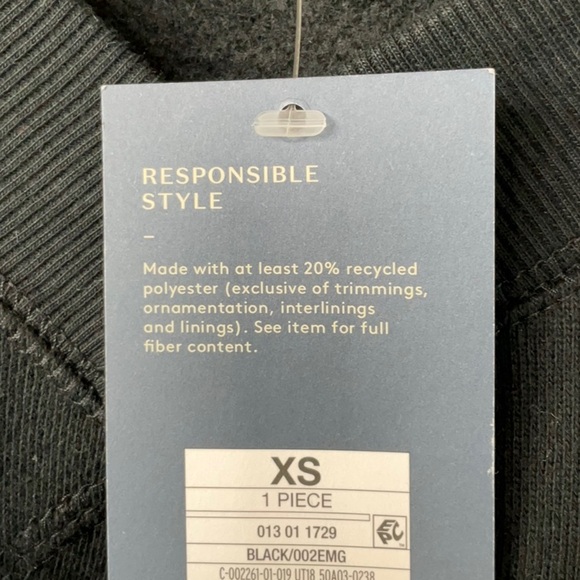 RESPONSIBLE
STYLE
–
Made with at least 20% recycled
polyester (exclusive of trimmings,
ornamentation, interlinings
and linings). See item for full
fiber content.
XS
1 PIECE
013 01 1729
EPC
BLACK/002EMG
C-002261-01-019 UT18 50A03-0238